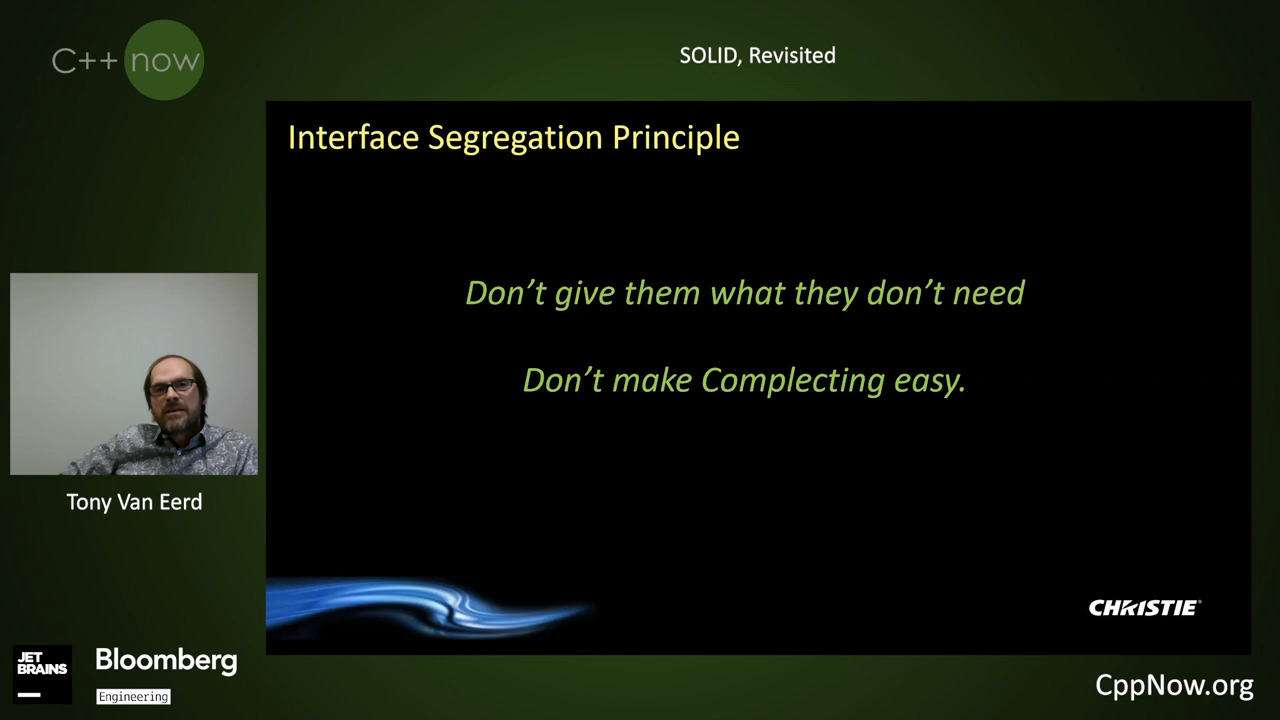 C++ now
SOLID, Revisited
Interface Segregation Principle
Don't give them what they don't need
Don't make Complecting easy.
Tony Van Eerd
CHRISTIE®
JET
BRAINS
Bloomberg
Engineering
CppNow.org